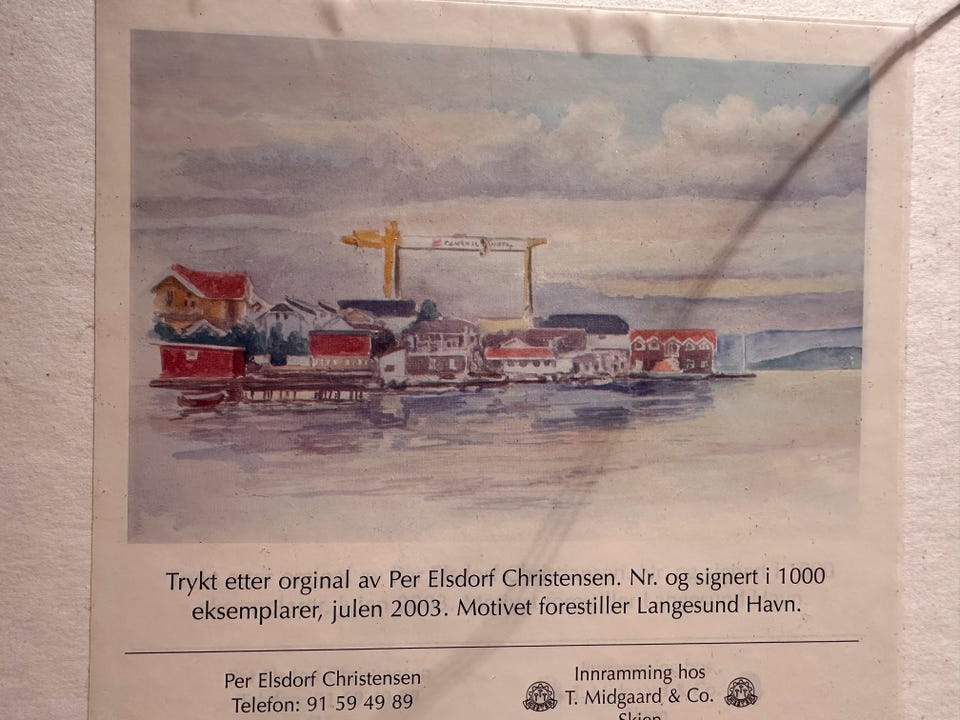 Trykt etter orginal av Per Elsdorf Christensen. Nr. og signert i 1000
eksemplarer, julen 2003. Motivet forestiller Langesund Havn.
Per Elsdorf Christensen
Telefon: 91 59 49 89
Innramming hos
T. Midgaard & Co.
Skien